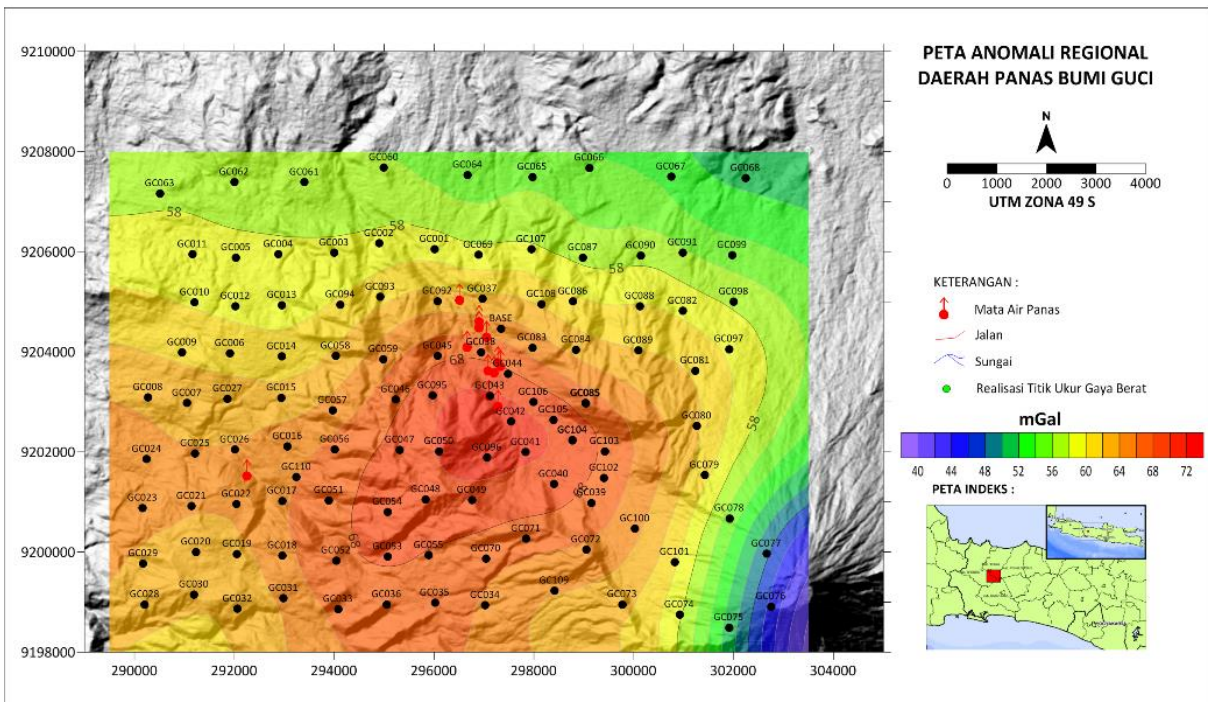 PETA ANOMALI REGIONAL
DAERAH PANAS BUMI GUCI
N
0 1000 2000 3000 4000
UTM ZONA 49 S
KETERANGAN :
Mata Air Panas
Jalan
Sungai
Realisasi Titik Ukur Gaya Berat
mGal
40 44 48 52 56 60 64 68 72
PETA INDEKS :
9210000
9208000
9206000
9204000
9202000
9200000
9198000
290000 292000 294000 296000 298000 300000 302000 304000
GC060 GC064 GC065 GC066 GC067 GC068
GC063 GC062 GC061
58 58 58 58
GC011 GC005 GC004 GC003 GC002 GC001 GC069 GC107 GC087 GC090 GC091 GC099
GC010 GC012 GC013 GC094 GC093 GC092 GC037 GC108 GC086 GC088 GC082 GC098
BASE
GC009 GC006 GC014 GC058 GC059 GC045 GC038 GC083 GC084 GC089 GC097
68 GC044 GC081
GC008 GC007 GC027 GC015 GC057 GC046 GC095 GC043 GC106 GC085
GC042 GC105 GC080
GC024 GC025 GC026 GC016 GC056 GC047 GC050 GC096 GC041 GC104 GC103
GC110 GC040 GC102 GC079
GC023 GC021 GC022 GC017 GC051 GC054 GC048 GC049 GC039
68 GC071 GC100 GC078
GC029 GC020 GC019 GC018 GC052 GC053 GC055 GC070 GC072 GC101 GC077
GC028 GC030 GC032 GC031 GC033 GC036 GC035 GC034 GC109 GC073 GC074 GC075 GC076